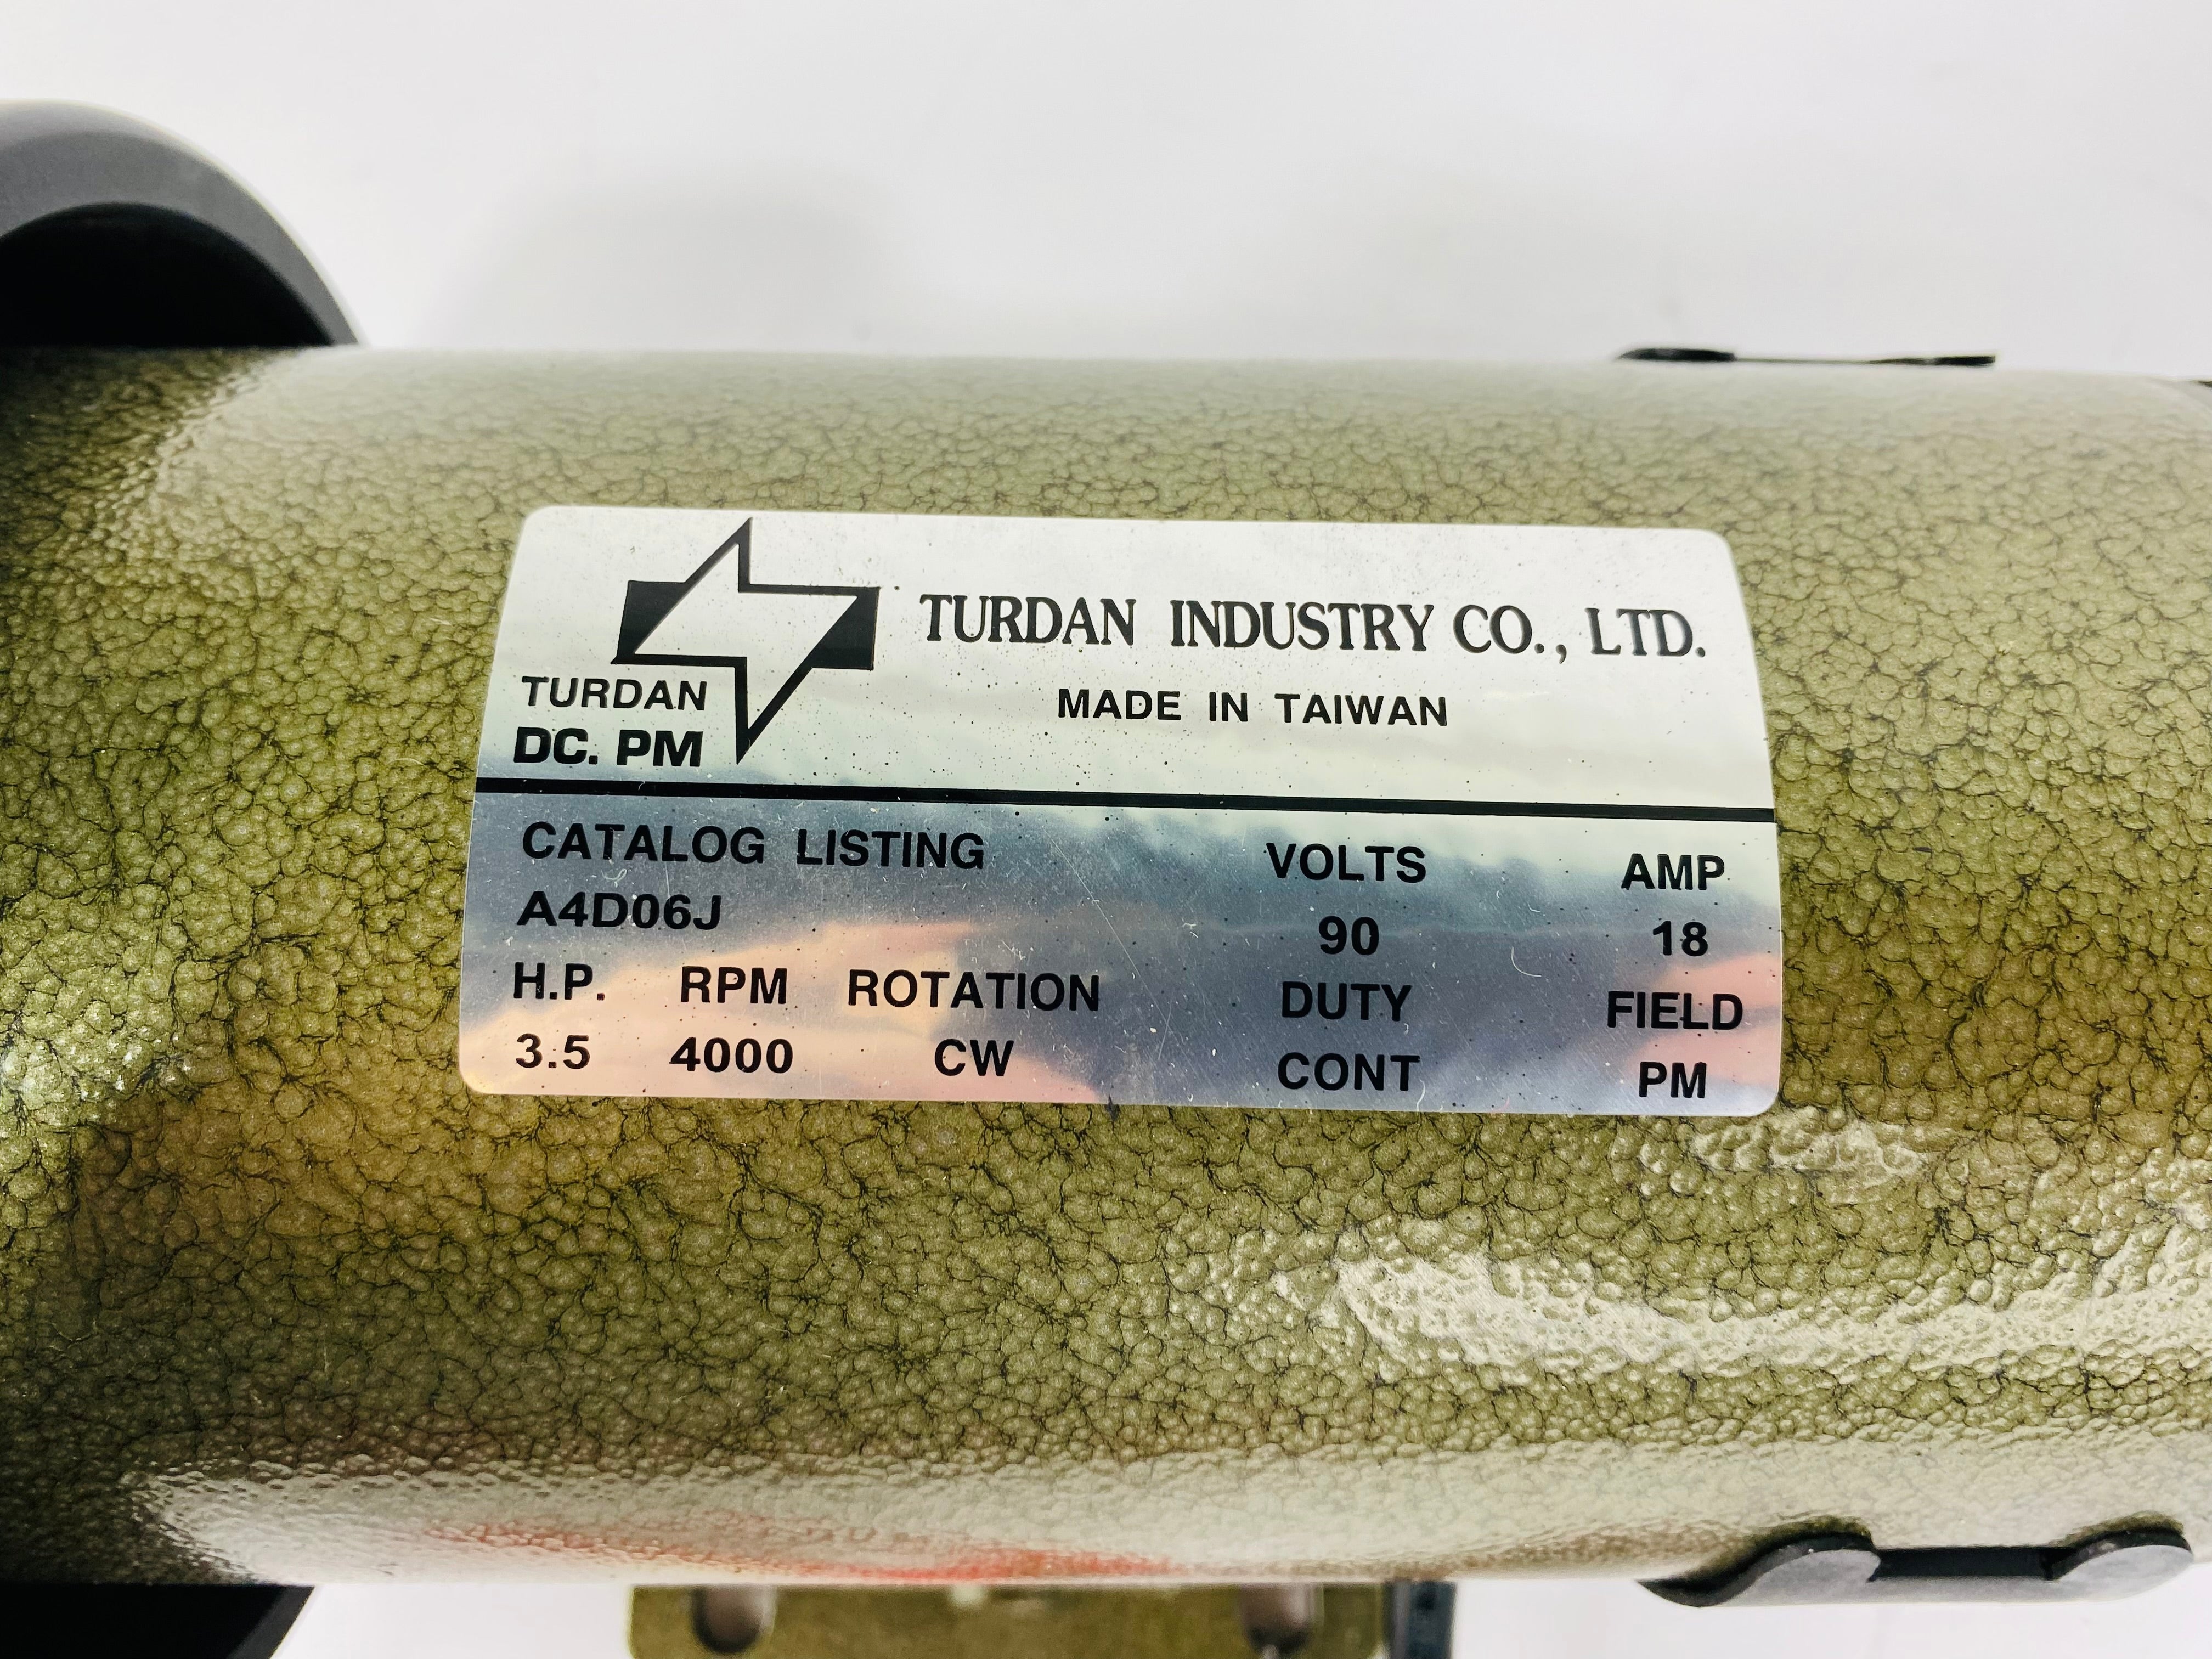 TURDAN INDUSTRY CO., LTD.
MADE IN TAIWAN
TURDAN
DC. PM
CATALOG LISTING VOLTS AMP
A4D06J 90 18
H.P. RPM ROTATION DUTY FIELD
3.5 4000 CW CONT PM